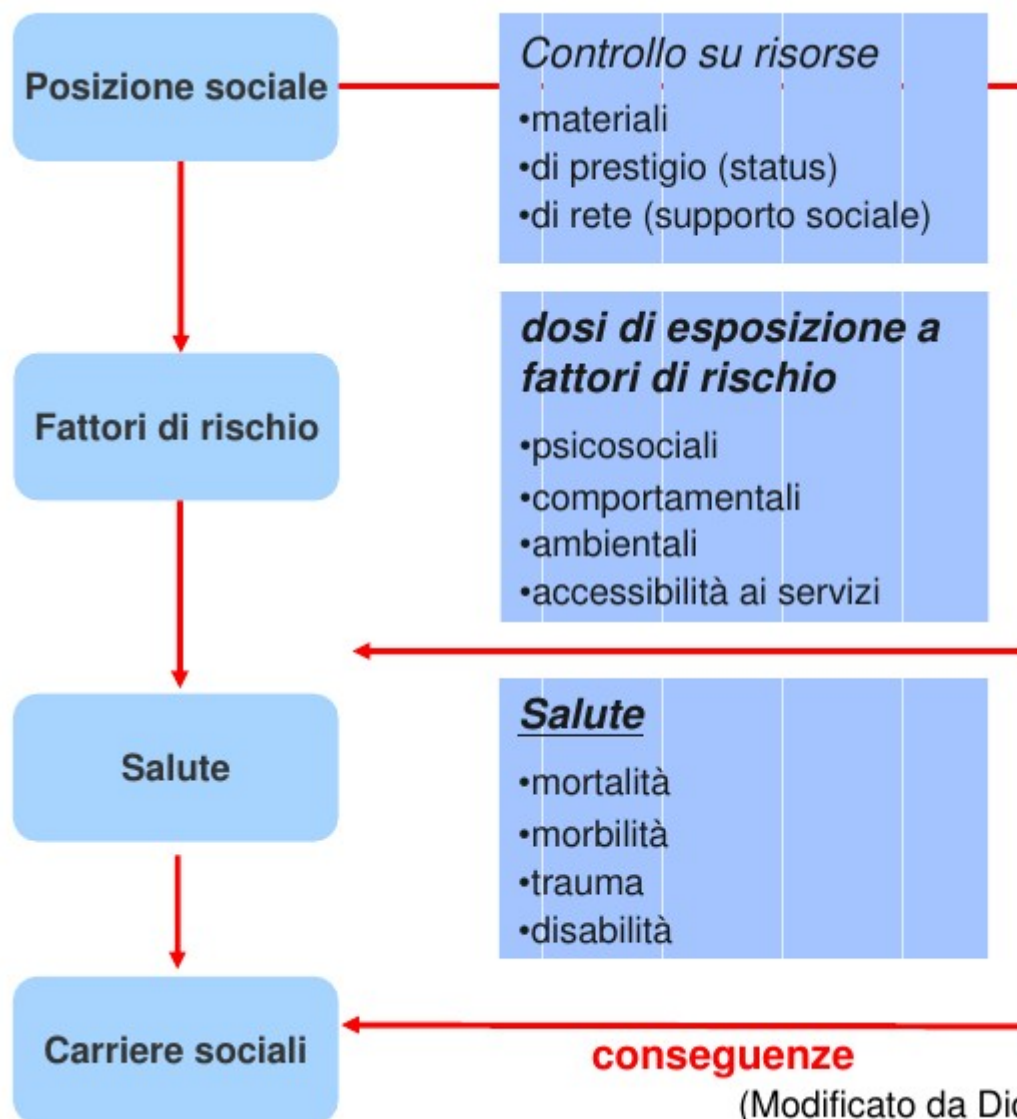 Posizione sociale
Controllo su risorse
•materiali
•di prestigio (status)
•di rete (supporto sociale)
Fattori di rischio
dosi di esposizione a
fattori di rischio
•psicosociali
•comportamentali
•ambientali
•accessibilità ai servizi
Salute
Salute
•mortalità
•morbilità
•trauma
•disabilità
Carriere sociali
conseguenze
(Modificato da